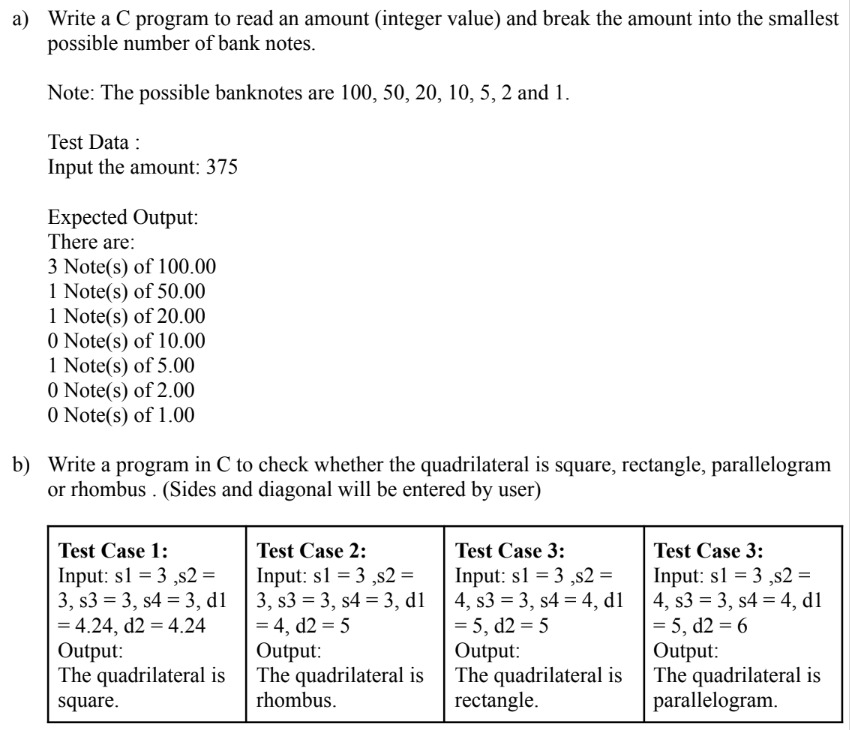 a) Write a C program to read an amount (integer value) and break the amount into the smallest
possible number of bank notes.
Note: The possible banknotes are 100, 50, 20, 10, 5, 2 and 1.
Test Data :
Input the amount: 375
Expected Output:
There are:
3 Note(s) of 100.00
1 Note(s) of 50.00
1 Note(s) of 20.00
0 Note(s) of 10.00
1 Note(s) of 5.00
0 Note(s) of 2.00
0 Note(s) of 1.00
b) Write a program in C to check whether the quadrilateral is square, rectangle, parallelogram
or rhombus . (Sides and diagonal will be entered by user)
Test Case 1:
Input: s1 = 3 ,s2 =
3, s3 = 3, s4 = 3, d1
= 4.24, d2 = 4.24
Output:
The quadrilateral is
square.
Test Case 2:
Input: s1 = 3 ,s2 =
3, s3 = 3, s4 = 3, d1
= 4, d2 = 5
Output:
The quadrilateral is
rhombus.
Test Case 3:
Input: s1 = 3 ,s2 =
4, s3 = 3, s4 = 4, d1
= 5, d2 = 5
Output:
The quadrilateral is
rectangle.
Test Case 3:
Input: s1 = 3 ,s2 =
4, s3 = 3, s4 = 4, d1
= 5, d2 = 6
Output:
The quadrilateral is
parallelogram.